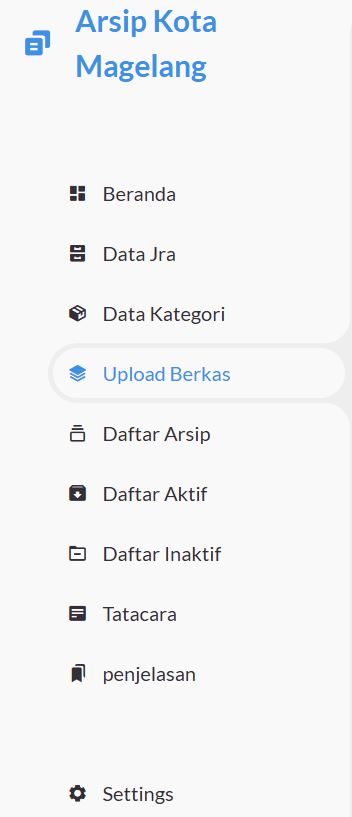 Arsip Kota
Magelang
Beranda
Data Jra
Data Kategori
Upload Berkas
Daftar Arsip
Daftar Aktif
Daftar Inaktif
Tatacara
penjelasan
Settings